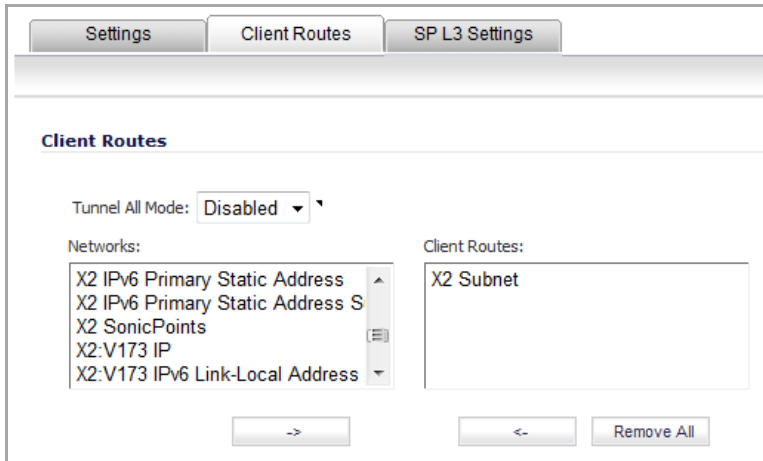 Settings Client Routes SP L3 Settings
Client Routes
Tunnel All Mode: Disabled
Networks: Client Routes:
X2 IPv6 Primary Static Address X2 Subnet
X2 IPv6 Primary Static Address S
X2 SonicPoints
X2:V173 IP
X2:V173 IPv6 Link-Local Address
-> <- Remove All